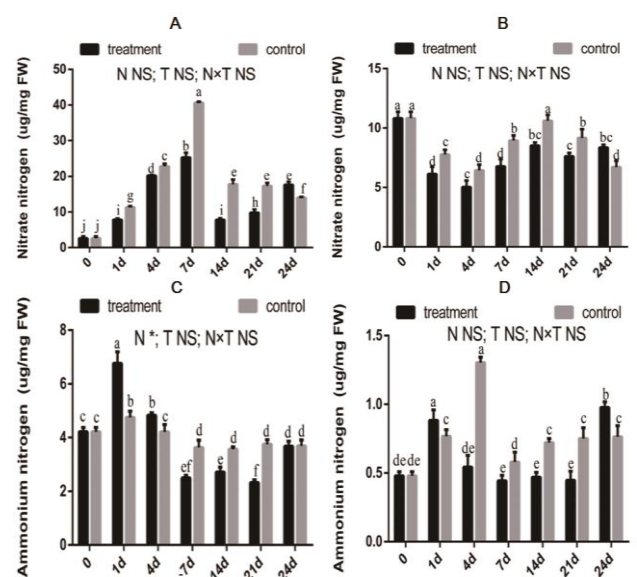 A
treatment control
N NS; T NS; N×T NS
Nitrate nitrogen (ug/mg FW)
50
40
30
20
10
0
j j i g d c b a i e h e e f
0 1d 4d 7d 14d 21d 24d
B
treatment control
N NS; T NS; N×T NS
Nitrate nitrogen (ug/mg FW)
15
10
5
0
a a d c d d d b bc a c b bc d
0 1d 4d 7d 14d 21d 24d
C
treatment control
N *; T NS; N×T NS
Ammonium nitrogen (ug/mg FW)
8
6
4
2
0
c c a b d c ef d e d f d d d
0 1d 4d 7d 14d 21d 24d
D
treatment control
N NS; T NS; N×T NS
Ammonium nitrogen (ug/mg FW)
1.5
1.0
0.5
0.0
de de a c de a e d e c e c b c
0 1d 4d 7d 14d 21d 24d